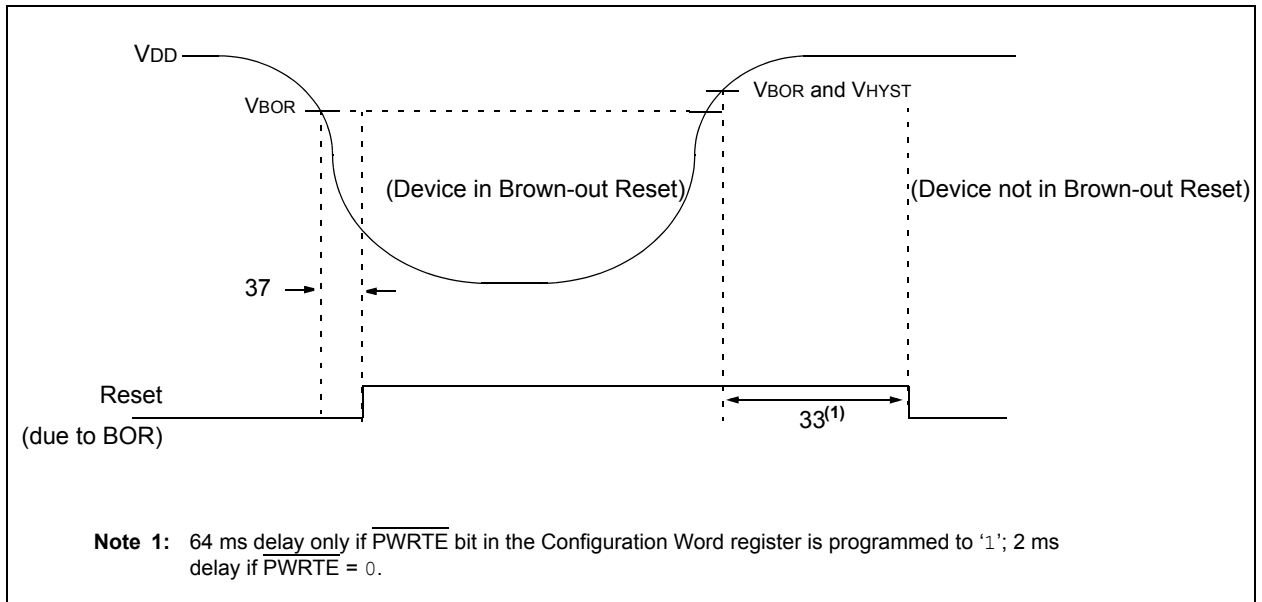 VDD
VBOR
VBOR and VHYST
(Device in Brown-out Reset)
(Device not in Brown-out Reset)
37
Reset
(due to BOR)
33(1)
Note 1: 64 ms delay only if P̅W̅R̅T̅E̅ bit in the Configuration Word register is programmed to ‘1’; 2 ms
delay if P̅W̅R̅T̅E̅ = 0.